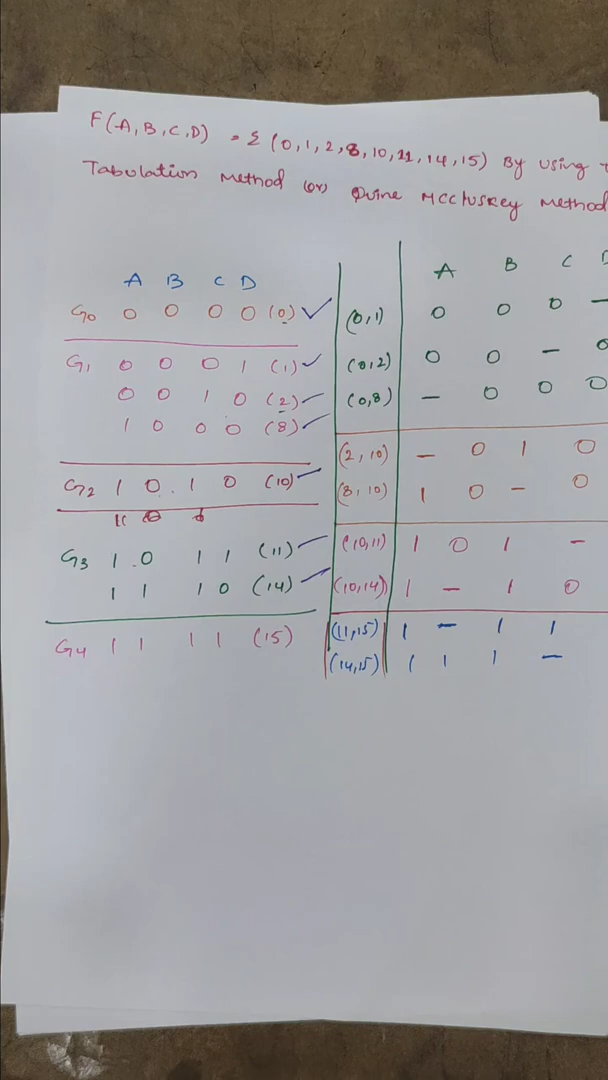 F(A,B,C,D) = Σ (0,1,2,8,10,11,14,15) By using
Tabulation Method (or) Quine MCCluskey Method
A B C D
G0 0 0 0 0 (0) ✓
G1 0 0 0 1 (1) ✓
0 0 1 0 (2)
1 0 0 0 (8)
G2 1 0 . 1 0 (10)
G3 1 . 0 1 1 (11)
1 1 1 0 (14)
G4 1 1 1 1 (15)
A B C D
(0,1) 0 0 0 –
(0,2) 0 0 – 0
(0,8) – 0 0 0
(2,10) – 0 1 0
(8,10) 1 0 – 0
(10,11) 1 0 1 –
(10,14) 1 – 1 0
(11,15) 1 – 1 1
(14,15) 1 1 1 –